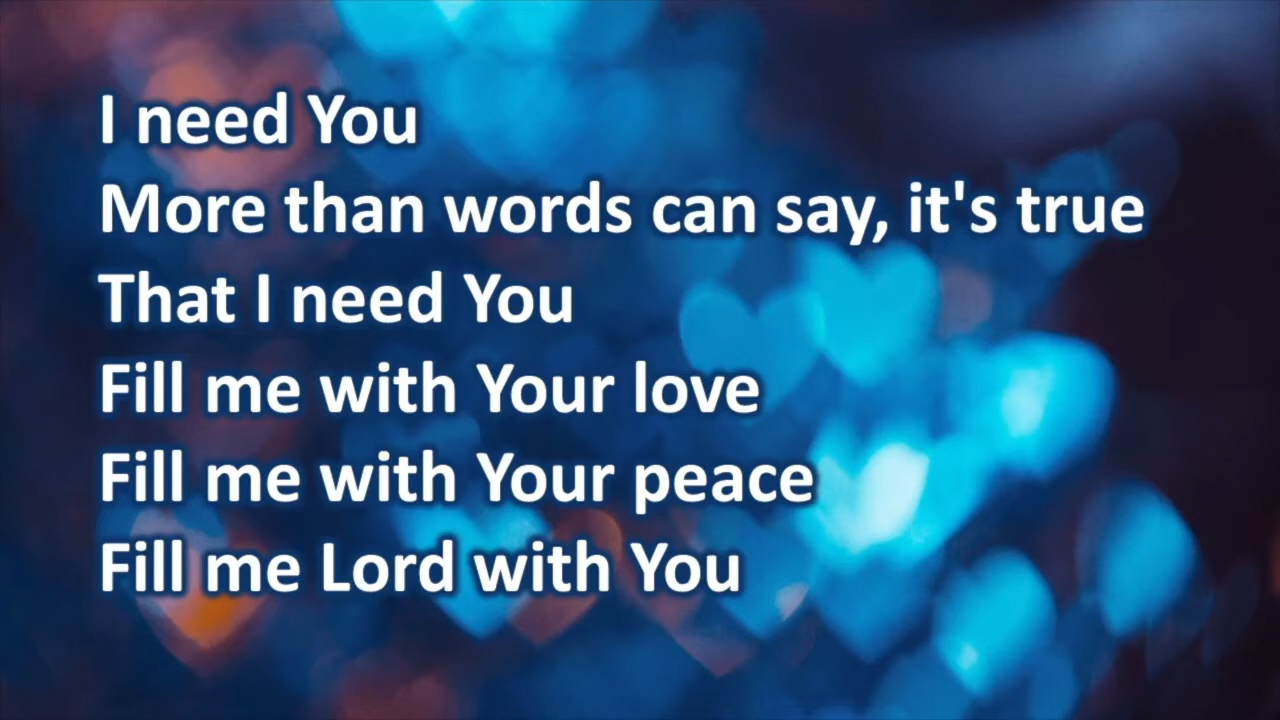 I need You
More than words can say, it's true
That I need You
Fill me with Your love
Fill me with Your peace
Fill me Lord with You